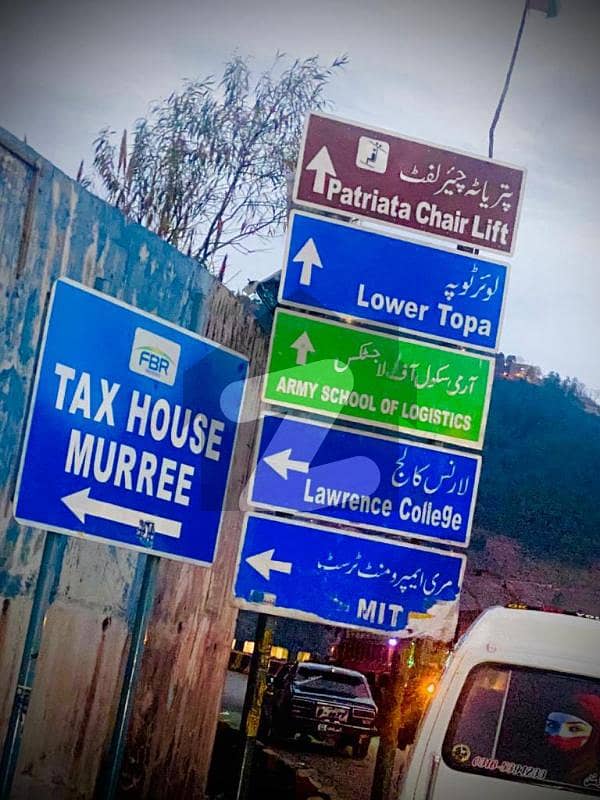 پتریاٹہ چیئر لفٹ
Patriata Chair Lift
لوئر ٹوپہ
Lower Topa
آرمی سکول آف لاجسٹکس
ARMY SCHOOL OF LOGISTICS
لارنس کالج
Lawrence College
مری ایمپرومنٹ ٹرسٹ
MIT
FBR
TAX HOUSE
MURREE